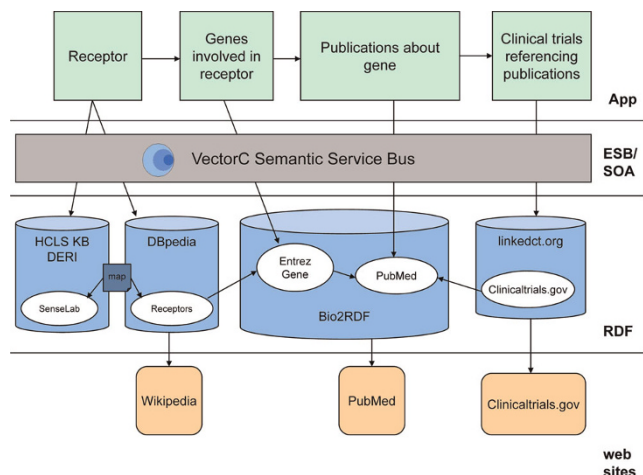 Receptor
Genes
involved in
receptor
Publications about
gene
Clinical trials
referencing
publications
App
VectorC Semantic Service Bus
ESB/
SOA
HCLS KB
DERI
DBpedia
linkedct.org
map
Entrez
Gene
PubMed
SenseLab
Receptors
Clinicaltrials.gov
Bio2RDF
RDF
Wikipedia
PubMed
Clinicaltrials.gov
web
sites